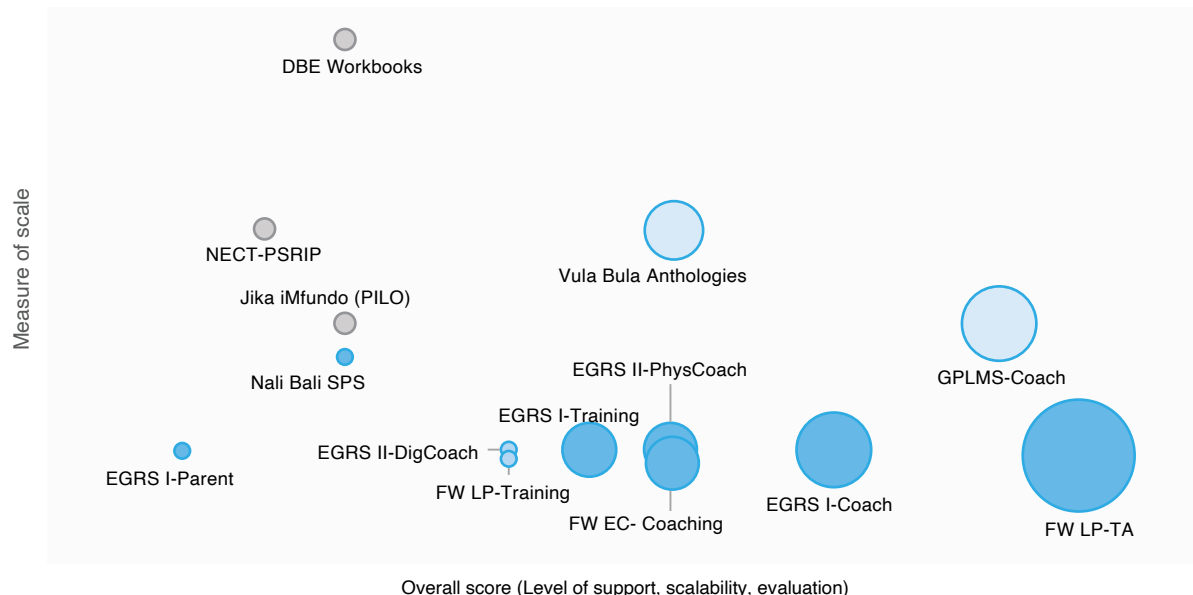 DBE Workbooks
Measure of scale
NECT-PSRIP
Vula Bula Anthologies
Jika iMfundo (PILO)
Nali Bali SPS
EGRS II-PhysCoach
GPLMS-Coach
EGRS I-Training
EGRS II-DigCoach
EGRS I-Parent
FW LP-Training
EGRS I-Coach
FW EC- Coaching
FW LP-TA
Overall score (Level of support, scalability, evaluation)